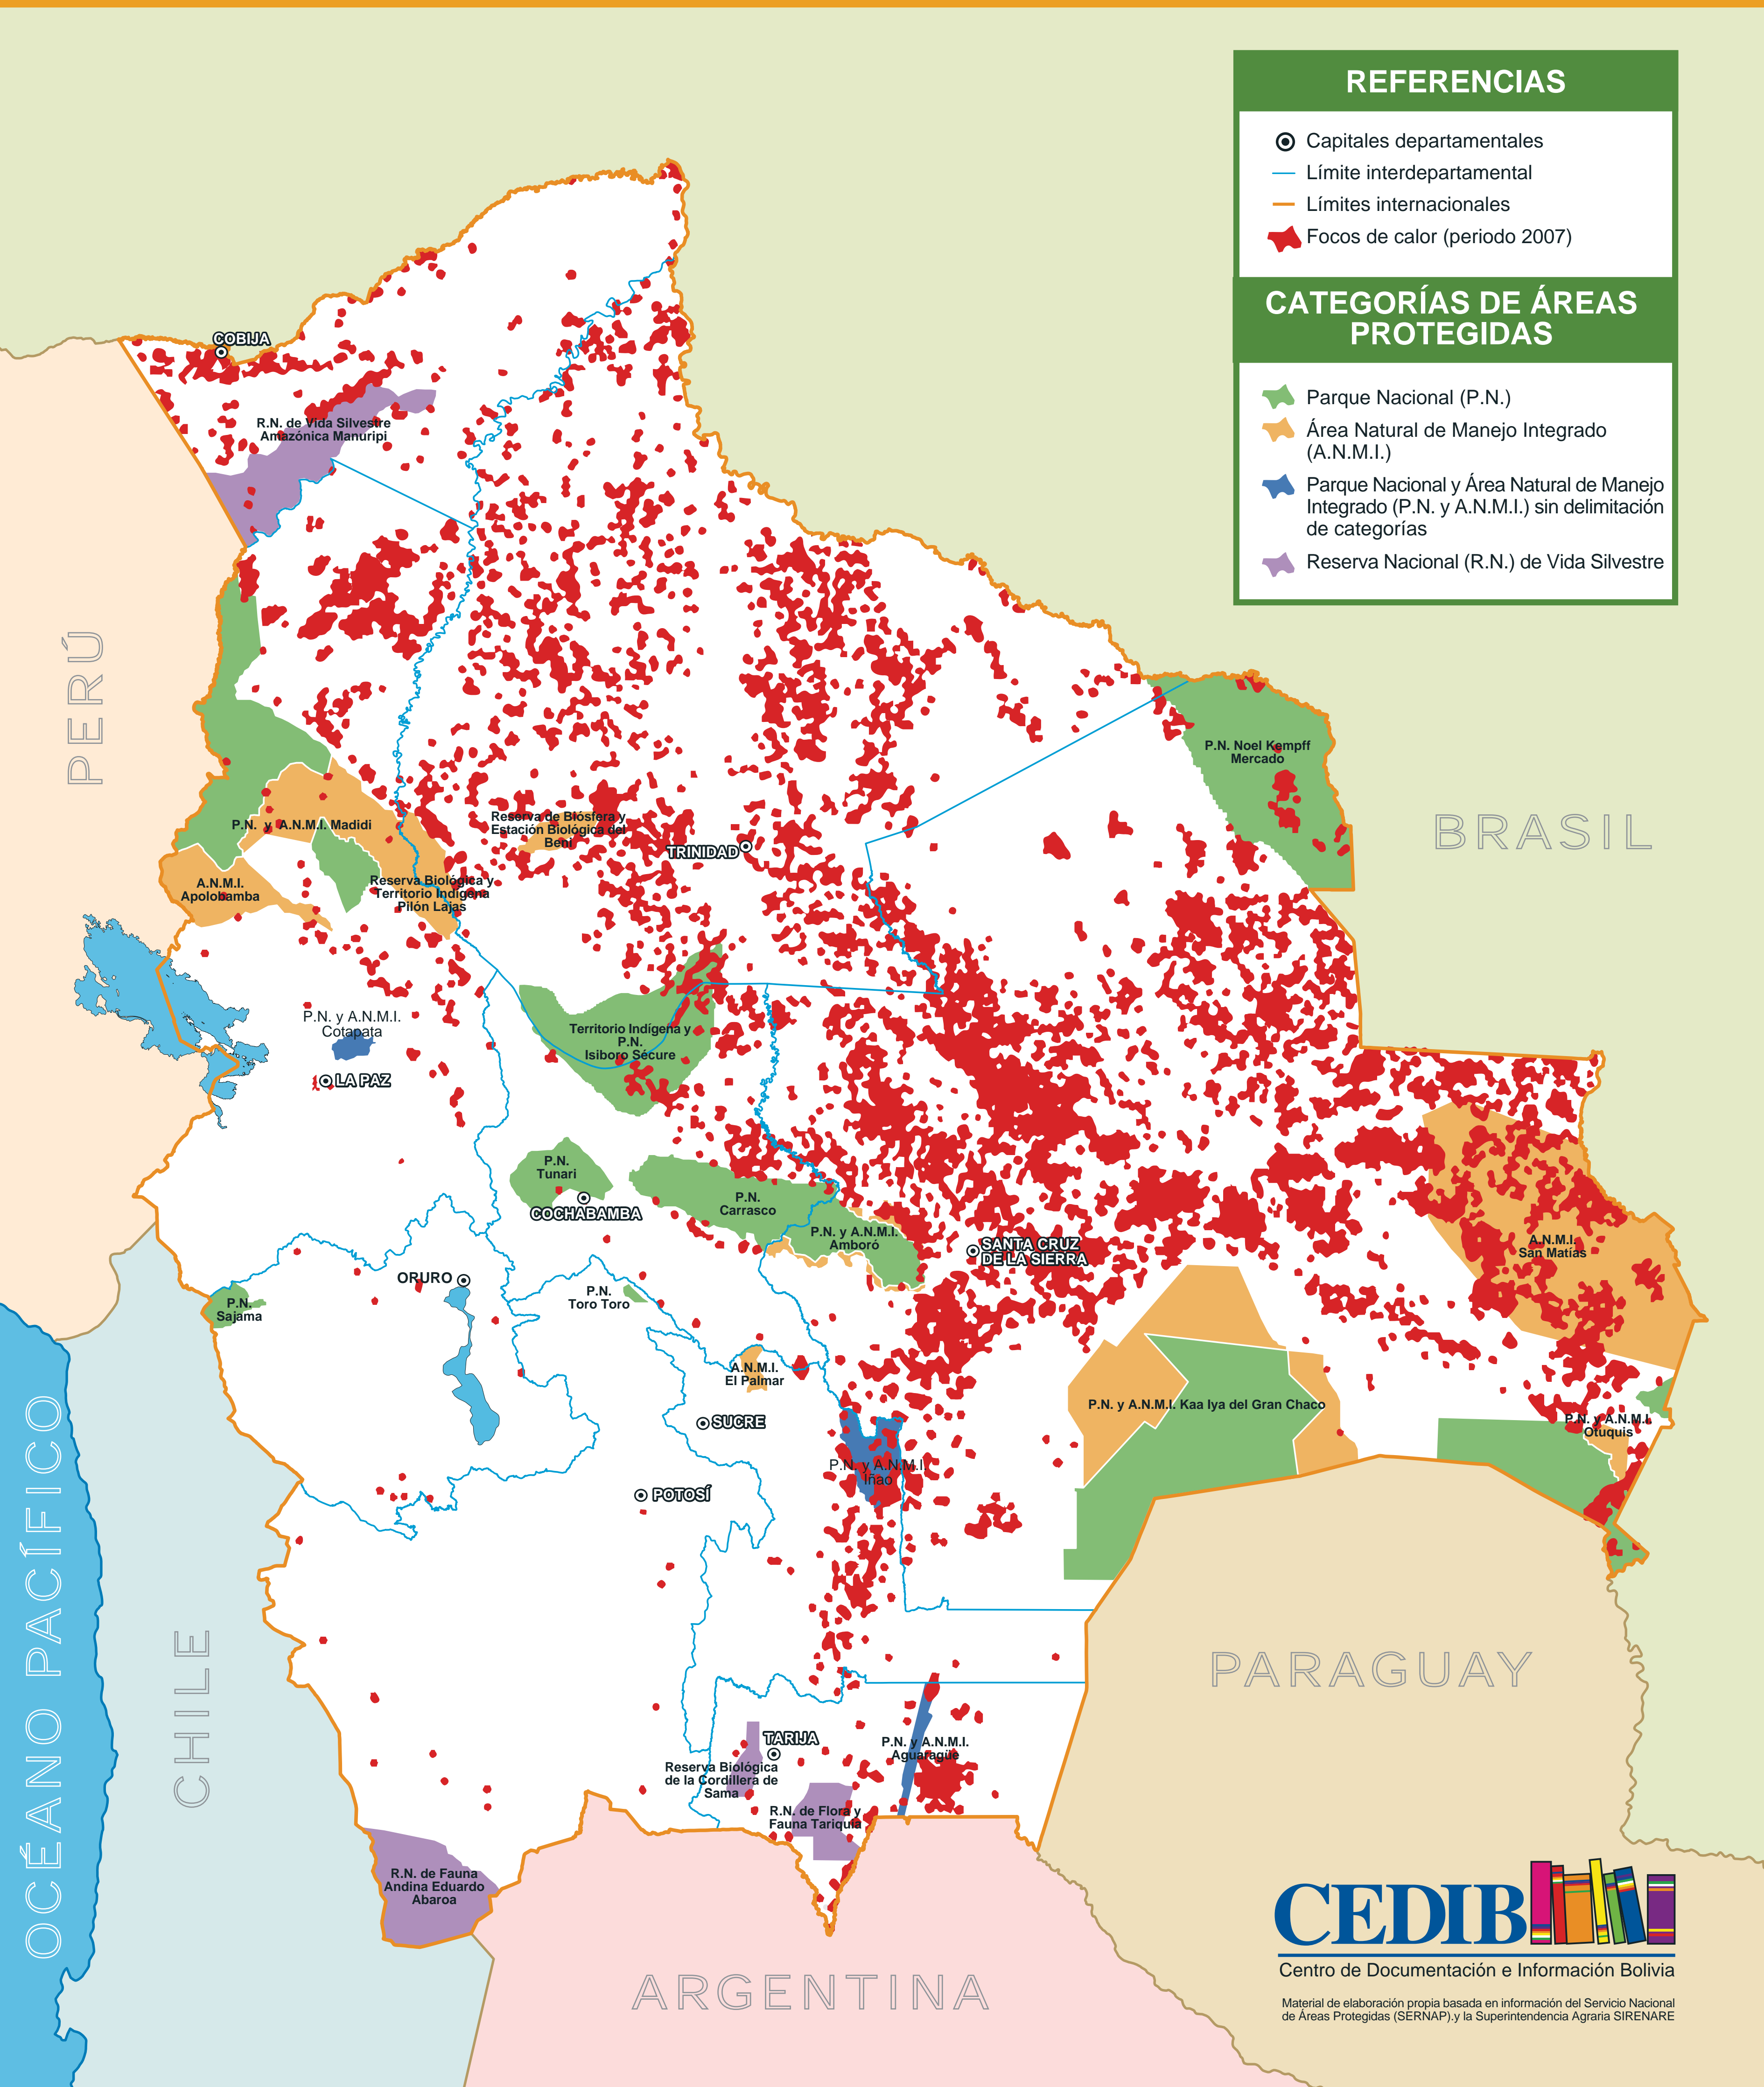 REFERENCIAS
Capitales departamentales
Límite interdepartamental
Límites internacionales
Focos de calor (periodo 2007)
CATEGORÍAS DE ÁREAS
PROTEGIDAS
Parque Nacional (P.N.)
Área Natural de Manejo Integrado
(A.N.M.I.)
Parque Nacional y Área Natural de Manejo
Integrado (P.N. y A.N.M.I.) sin delimitación
de categorías
Reserva Nacional (R.N.) de Vida Silvestre
COBIJA
R.N. de Vida Silvestre
Amazónica Manuripi
PERÚ
P.N. Noel Kempff
Mercado
BRASIL
P.N. y A.N.M.I. Madidi
Reserva de Biósfera y
Estación Biológica del
Beni
TRINIDAD
A.N.M.I.
Apolobamba
Reserva Biológica y
Territorio Indígena
Pilón Lajas
P.N. y A.N.M.I.
Cotapata
Territorio Indígena y
P.N.
Isiboro Sécure
LA PAZ
P.N.
Tunari
COCHABAMBA
P.N.
Carrasco
P.N. y A.N.M.I.
Amboró
SANTA CRUZ
DE LA SIERRA
A.N.M.I.
San Matías
ORURO
P.N.
Sajama
P.N.
Toro Toro
A.N.M.I.
El Palmar
P.N. y A.N.M.I. Kaa Iya del Gran Chaco
P.N. y A.N.M.I.
Otuquis
SUCRE
P.N. y A.N.M.I.
Iñao
POTOSÍ
OCÉANO PACÍFICO
CHILE
PARAGUAY
TARIJA
P.N. y A.N.M.I.
Aguaragüe
Reserva Biológica
de la Cordillera de
Sama
R.N. de Flora y
Fauna Tariquía
R.N. de Fauna
Andina Eduardo
Abaroa
ARGENTINA
CEDIB
Centro de Documentación e Información Bolivia
Material de elaboración propia basada en información del Servicio Nacional
de Áreas Protegidas (SERNAP).y la Superintendencia Agraria SIRENARE